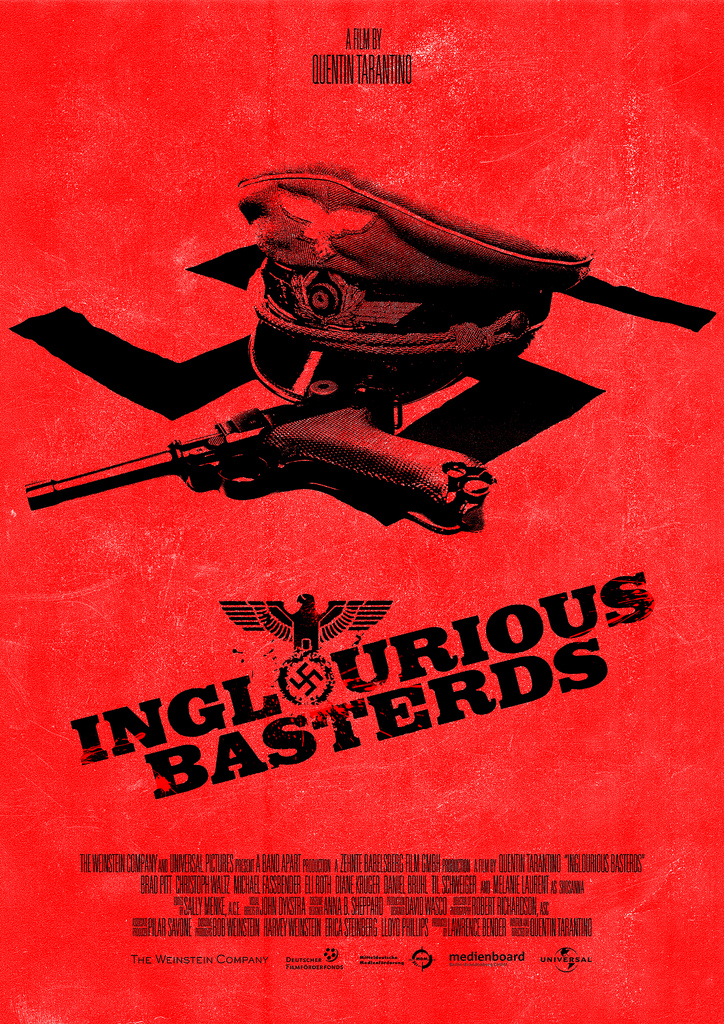 A FILM BY
QUENTIN TARANTINO
INGLOURIOUS
BASTERDS
THE WEINSTEIN COMPANY AND UNIVERSAL PICTURES PRESENT A BAND APART PRODUCTION A ZEHNTE BABELSBERG FILM GMBH PRODUCTION A FILM BY QUENTIN TARANTINO "INGLOURIOUS BASTERDS"
BRAD PITT CHRISTOPH WALTZ MICHAEL FASSBENDER ELI ROTH DIANE KRUGER DANIEL BRUHL TIL SCHWEIGER AND MELANIE LAURENT AS SHOSANNA
SALLY MENKE, A.C.E. JOHN DYKSTRA ANNA B. SHEPPARD DAVID WASCO ROBERT RICHARDSON, ASC
PILAR SAVONE BOB WEINSTEIN HARVEY WEINSTEIN ERICA STEINBERG LLOYD PHILLIPS LAWRENCE BENDER QUENTIN TARANTINO
THE WEINSTEIN COMPANY DEUTSCHER FILMFÖRDERFONDS Mitteldeutsche Medienförderung medienboard UNIVERSAL